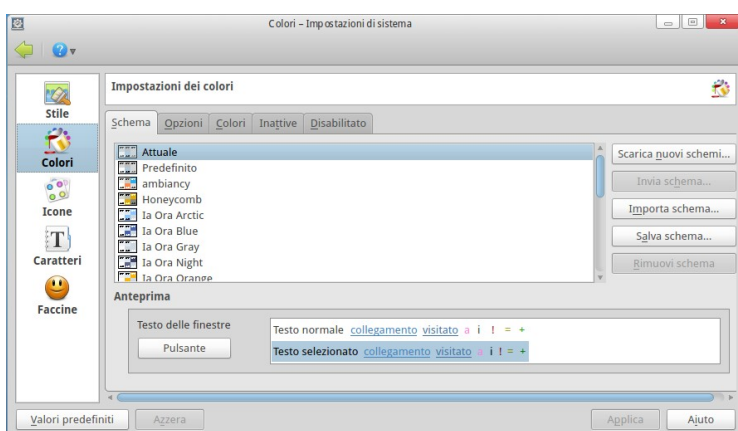 Colori – Impostazioni di sistema
Impostazioni dei colori
Stile
Colori
Icone
Caratteri
Faccine
Schema Opzioni Colori Inattive Disabilitato
Attuale
Predefinito
ambiancy
Honeycomb
Ia Ora Arctic
Ia Ora Blue
Ia Ora Gray
Ia Ora Night
Ia Ora Orange
Scarica nuovi schemi...
Invia schema...
Importa schema...
Salva schema...
Rimuovi schema
Anteprima
Testo delle finestre
Pulsante
Testo normale collegamento visitato a i ! = +
Testo selezionato collegamento visitato a i ! = +
Valori predefiniti Azzera Applica Aiuto